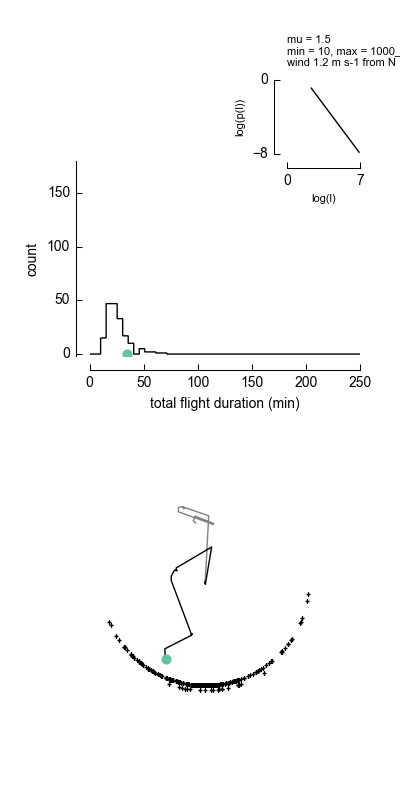 mu = 1.5
min = 10, max = 1000_
wind 1.2 m s-1 from N
0
log(p(l))
−8
0
7
log(l)
150
100
count
50
0
0
50
100
150
200
250
total flight duration (min)